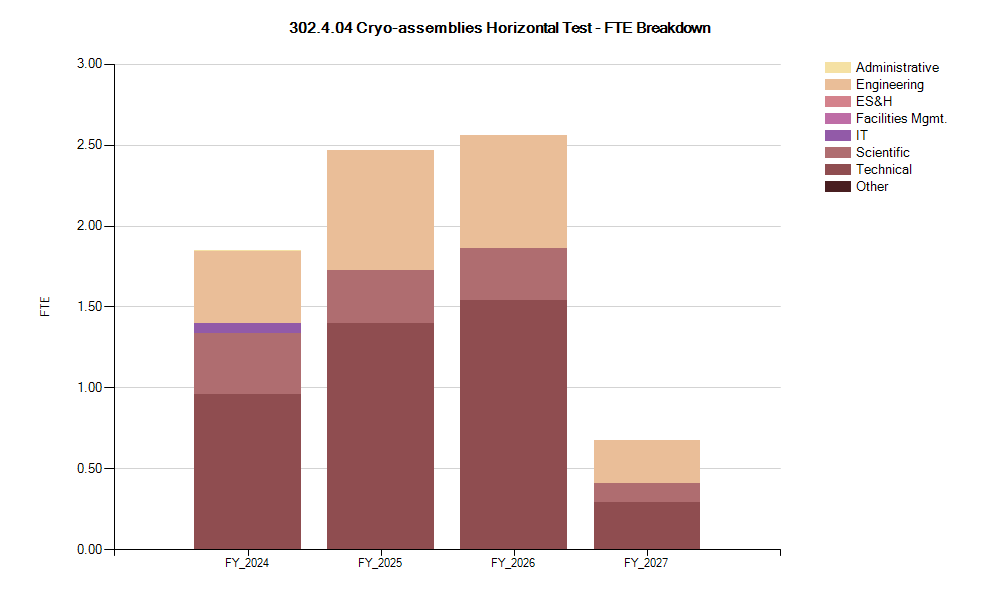 302.4.04 Cryo-assemblies Horizontal Test - FTE Breakdown
3.00
2.50
2.00
1.50
1.00
0.50
0.00
FTE
FY_2024
FY_2025
FY_2026
FY_2027
Administrative
Engineering
ES&H
Facilities Mgmt.
IT
Scientific
Technical
Other